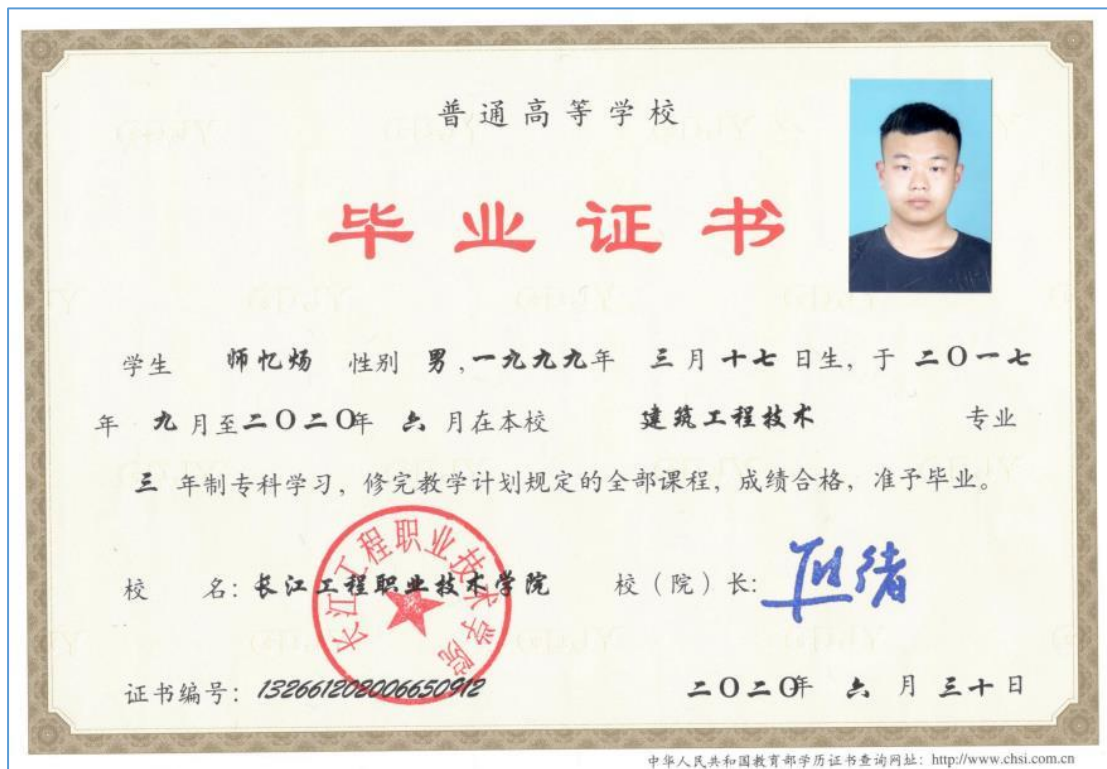 普通高等学校
毕业证书
学生 师忆炀 性别 男,一九九九年 三月十七日生,于 二〇一七
年 九月至二〇二〇年 六 月在本校 建筑工程技术 专业
三 年制专科学习,修完教学计划规定的全部课程,成绩合格,准予毕业。
长江工程职业技术学院
校 名:长江工程职业技术学院 校(院)长:
证书编号:132661202006650912 二〇二〇年 六 月 三十日
中华人民共和国教育部学历证书查询网址:http://www.chsi.com.cn